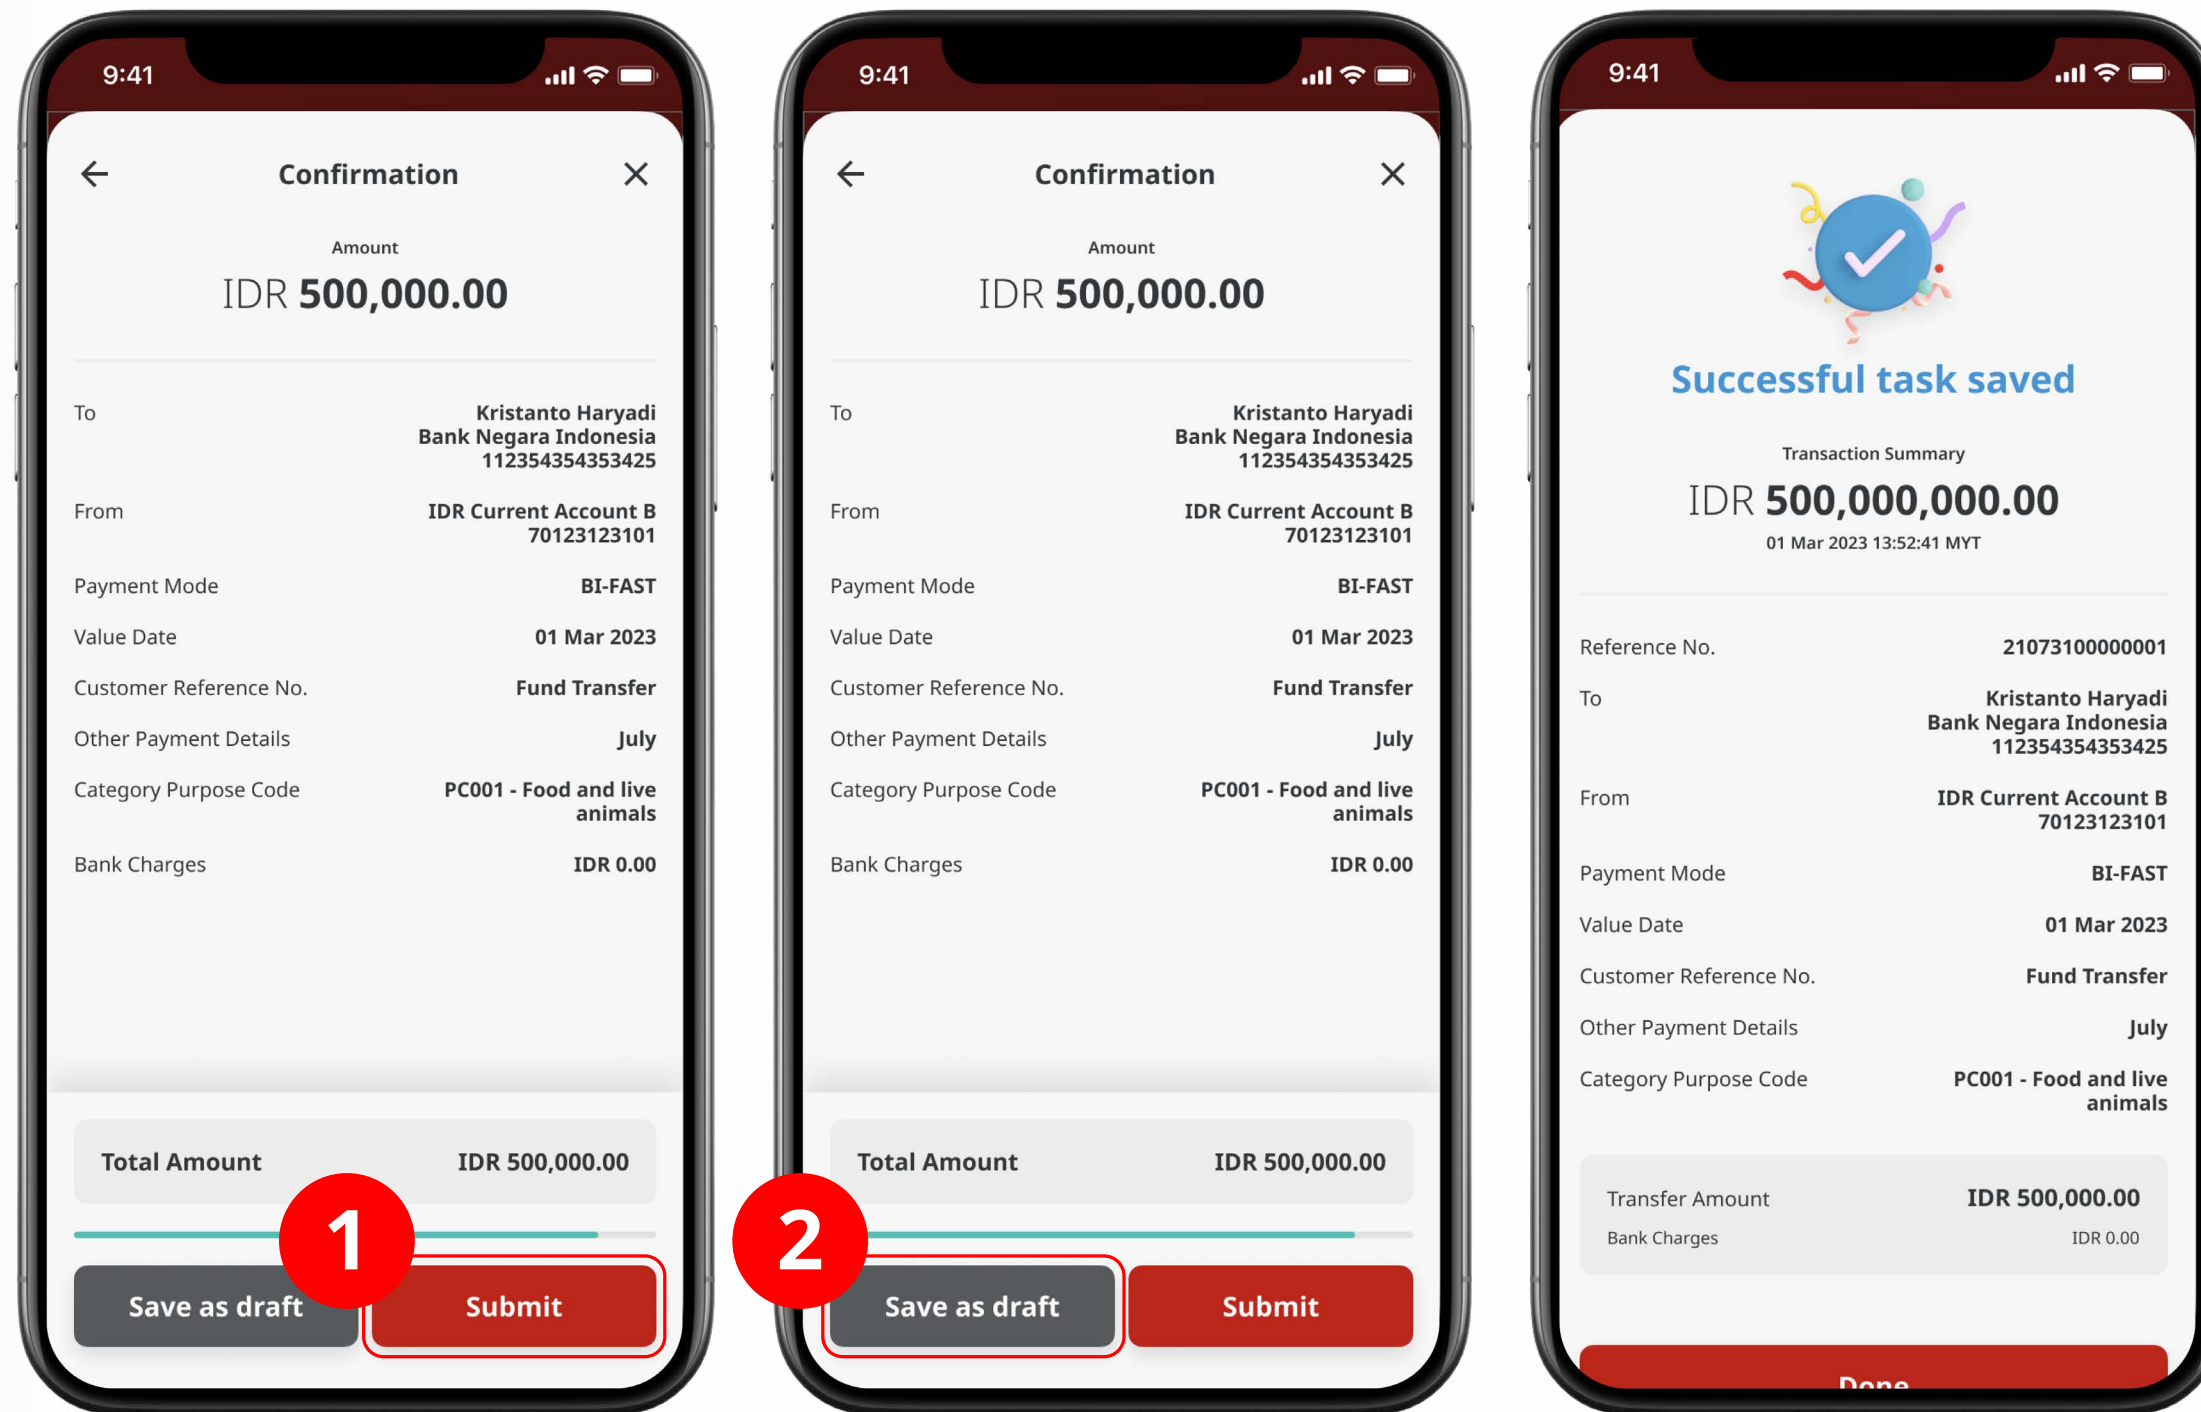 9:41
Confirmation
Amount
IDR 500,000.00
To
Kristanto Haryadi
Bank Negara Indonesia
112354354353425
From
IDR Current Account B
70123123101
Payment Mode
BI-FAST
Value Date
01 Mar 2023
Customer Reference No.
Fund Transfer
Other Payment Details
July
Category Purpose Code
PC001 - Food and live
animals
Bank Charges
IDR 0.00
Total Amount
IDR 500,000.00
1
Save as draft
Submit
9:41
Confirmation
Amount
IDR 500,000.00
To
Kristanto Haryadi
Bank Negara Indonesia
112354354353425
From
IDR Current Account B
70123123101
Payment Mode
BI-FAST
Value Date
01 Mar 2023
Customer Reference No.
Fund Transfer
Other Payment Details
July
Category Purpose Code
PC001 - Food and live
animals
Bank Charges
IDR 0.00
Total Amount
IDR 500,000.00
2
Save as draft
Submit
9:41
Successful task saved
Transaction Summary
IDR 500,000,000.00
01 Mar 2023 13:52:41 MYT
Reference No.
21073100000001
To
Kristanto Haryadi
Bank Negara Indonesia
112354354353425
From
IDR Current Account B
70123123101
Payment Mode
BI-FAST
Value Date
01 Mar 2023
Customer Reference No.
Fund Transfer
Other Payment Details
July
Category Purpose Code
PC001 - Food and live
animals
Transfer Amount
IDR 500,000.00
Bank Charges
IDR 0.00
Done